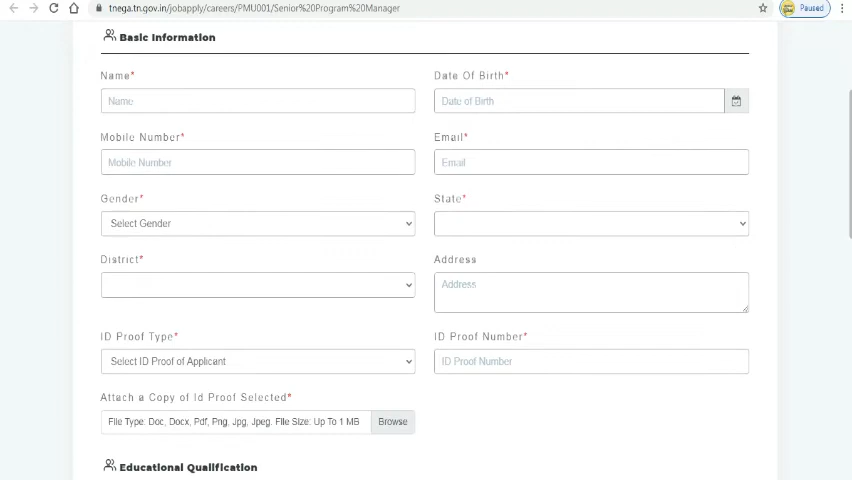 tnega.tn.gov.in/jobapply/careers/PMU001/Senior%20Program%20Manager
Paused
Basic Information
Name* Date Of Birth*
Name Date of Birth
Mobile Number* Email*
Mobile Number Email
Gender* State*
Select Gender
District* Address
Address
ID Proof Type* ID Proof Number*
Select ID Proof of Applicant ID Proof Number
Attach a Copy of Id Proof Selected*
File Type: Doc, Docx, Pdf, Png, Jpg, Jpeg. File Size: Up To 1 MB Browse
Educational Qualification